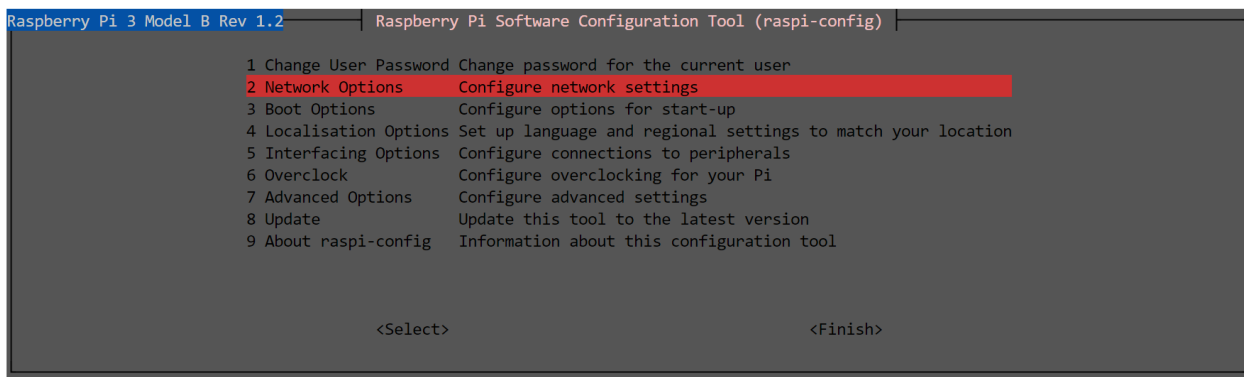 Raspberry Pi 3 Model B Rev 1.2 Raspberry Pi Software Configuration Tool (raspi-config)
1 Change User Password Change password for the current user
2 Network Options Configure network settings
3 Boot Options Configure options for start-up
4 Localisation Options Set up language and regional settings to match your location
5 Interfacing Options Configure connections to peripherals
6 Overclock Configure overclocking for your Pi
7 Advanced Options Configure advanced settings
8 Update Update this tool to the latest version
9 About raspi-config Information about this configuration tool
<Select> <Finish>